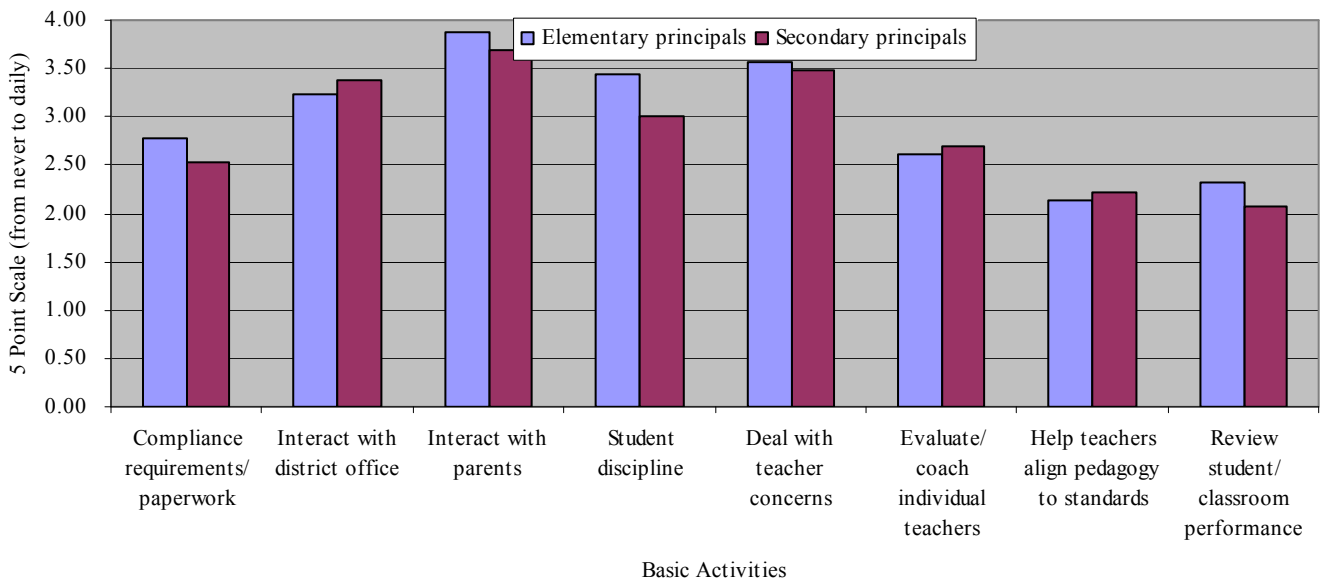 4.00
3.50
3.00
2.50
2.00
1.50
1.00
0.50
0.00
5 Point Scale (from never to daily)
Elementary principals
Secondary principals
Compliance
requirements/
paperwork
Interact with
district office
Interact with
parents
Student
discipline
Deal with
teacher
concerns
Evaluate/
coach
individual
teachers
Help teachers
align pedagogy
to standards
Review
student/
classroom
performance
Basic Activities